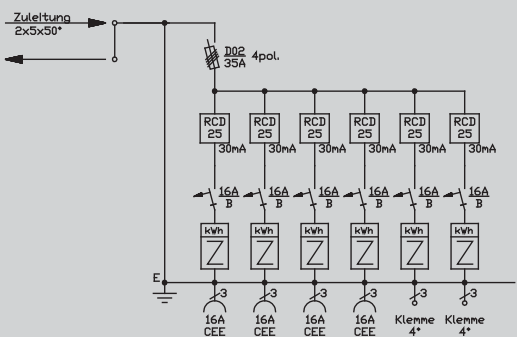 Zuleitung
2x5x50°
D02
35A
4pol.
RCD
25
RCD
25
RCD
25
RCD
25
RCD
25
RCD
25
30mA
30mA
30mA
30mA
30mA
30mA
16A
B
16A
B
16A
B
16A
B
16A
B
16A
B
kWh
kWh
kWh
kWh
kWh
kWh
Z
Z
Z
Z
Z
Z
E
3
3
3
3
3
3
16A
CEE
16A
CEE
16A
CEE
16A
CEE
Klemme
4°
Klemme
4°